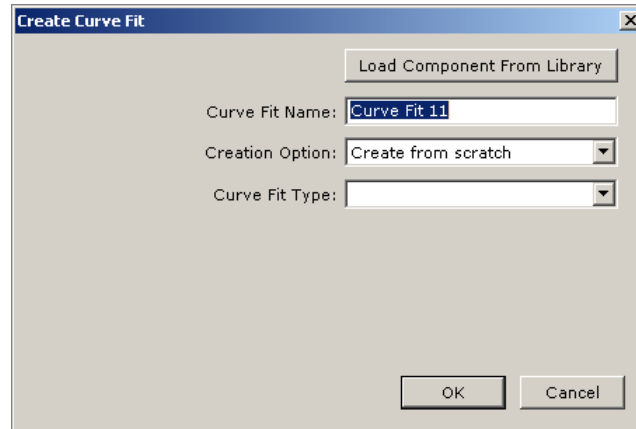 Create Curve Fit
Load Component From Library
Curve Fit Name: Curve Fit 11
Creation Option: Create from scratch
Curve Fit Type:
OK Cancel